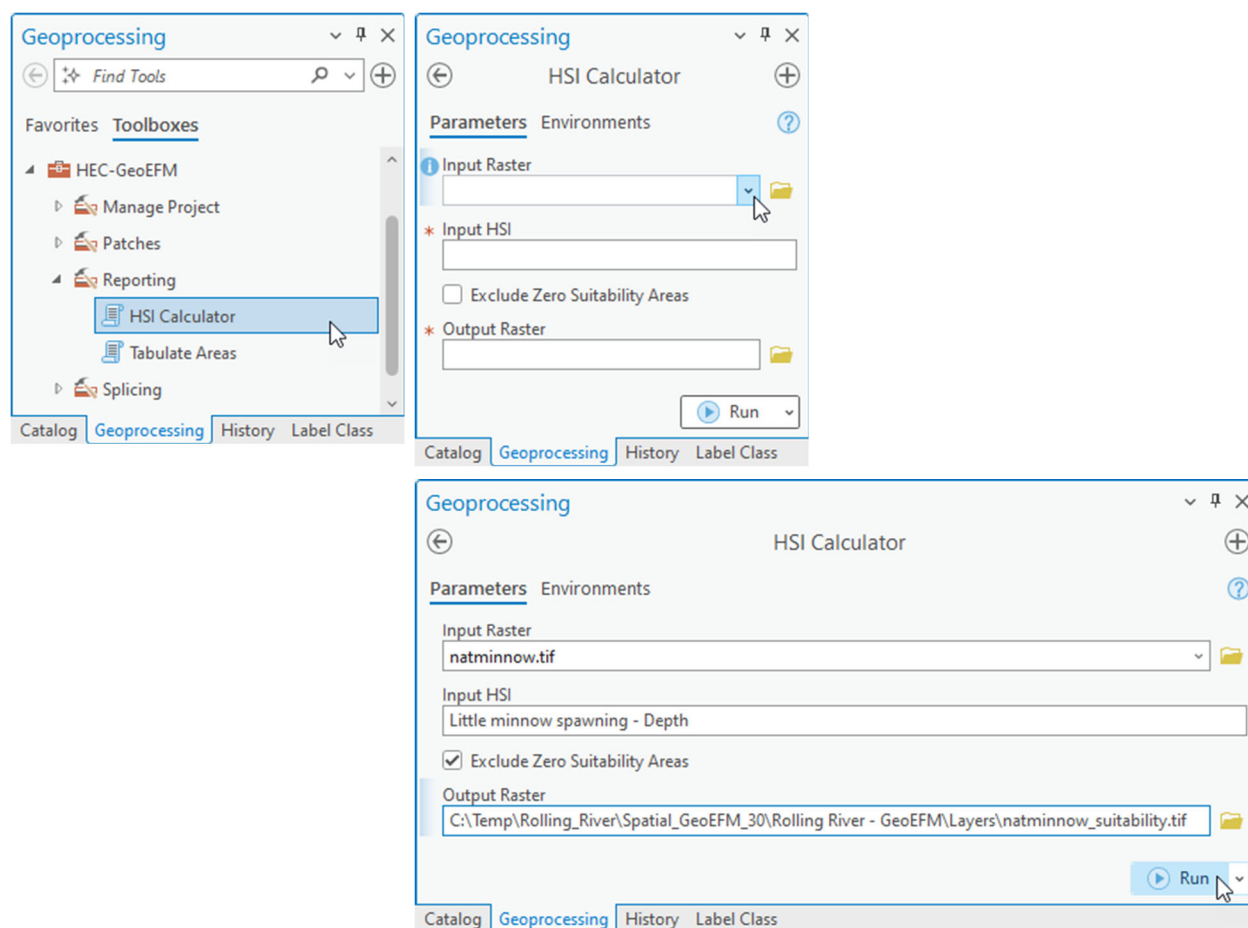 Geoprocessing
Find Tools
Favorites Toolboxes
HEC-GeoEFM
Manage Project
Patches
Reporting
HSI Calculator
Tabulate Areas
Splicing
Catalog Geoprocessing History Label Class
Geoprocessing
HSI Calculator
Parameters Environments
Input Raster
* Input HSI
Exclude Zero Suitability Areas
* Output Raster
Run
Catalog Geoprocessing History Label Class
Geoprocessing
HSI Calculator
Parameters Environments
Input Raster
natminnow.tif
Input HSI
Little minnow spawning - Depth
Exclude Zero Suitability Areas
Output Raster
C:\Temp\Rolling_River\Spatial_GeoEFM_30\Rolling River - GeoEFM\Layers\natminnow_suitability.tif
Run
Catalog Geoprocessing History Label Class